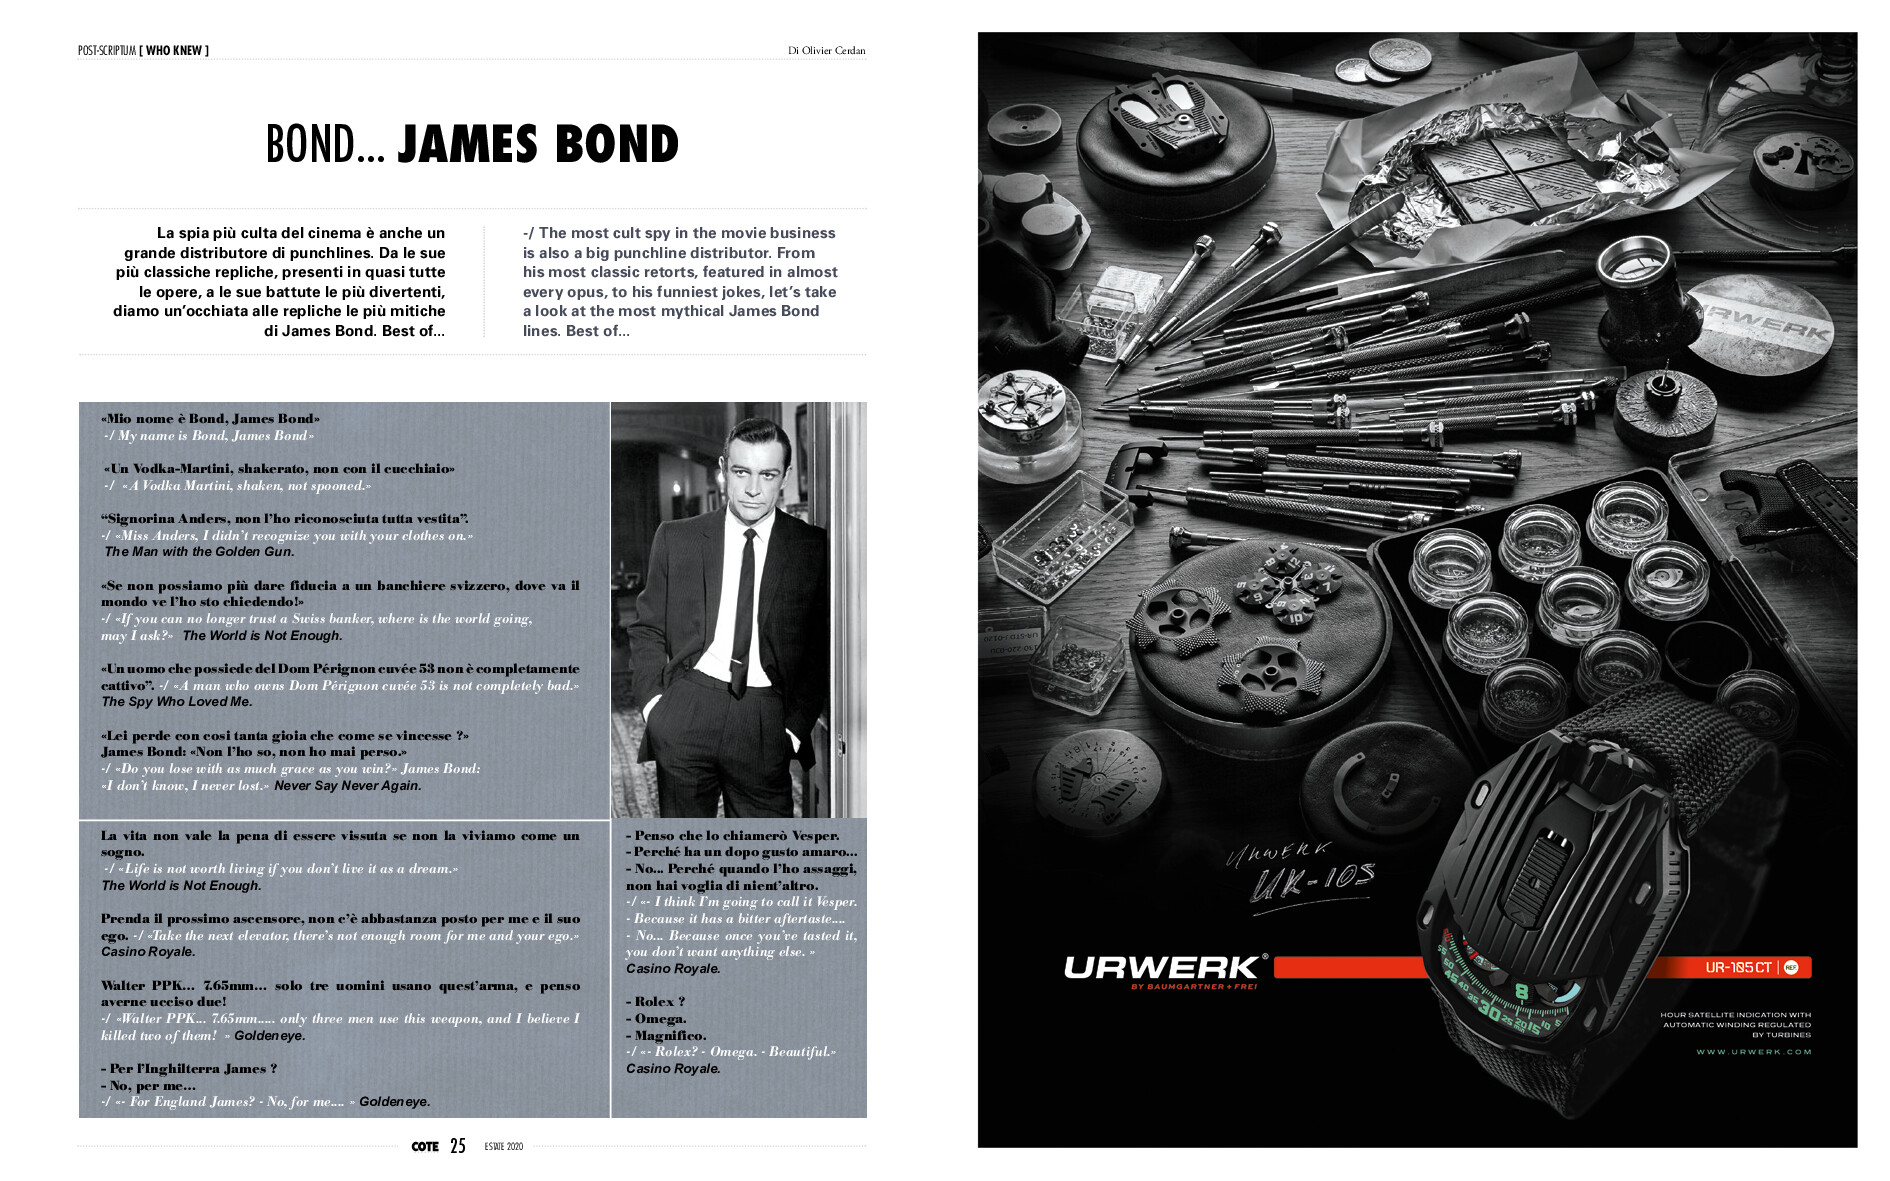 POST-SCRIPTUM [ WHO KNEW ]
Di Olivier Cerdan
BOND... JAMES BOND
La spia più culta del cinema è anche un
grande distributore di punchlines. Da le sue
più classiche repliche, presenti in quasi tutte
le opere, a le sue battute le più divertenti,
diamo un'occhiata alle repliche le più mitiche
di James Bond. Best of...
-/ The most cult spy in the movie business
is also a big punchline distributor. From
his most classic retorts, featured in almost
every opus, to his funniest jokes, let's take
a look at the most mythical James Bond
lines. Best of...
«Mio nome è Bond, James Bond»
-/ My name is Bond, James Bond»
«Un Vodka-Martini, shakerato, non con il cucchiaio»
-/ «A Vodka Martini, shaken, not spooned.»
“Signorina Anders, non l'ho riconosciuta tutta vestita”.
-/ «Miss Anders, I didn't recognize you with your clothes on.»
The Man with the Golden Gun.
«Se non possiamo più dare fiducia a un banchiere svizzero, dove va il
mondo ve l'ho sto chiedendo!»
-/ «If you can no longer trust a Swiss banker, where is the world going,
may I ask?» The World is Not Enough.
«Un uomo che possiede del Dom Pérignon cuvée 53 non è completamente
cattivo”. -/ «A man who owns Dom Pérignon cuvée 53 is not completely bad.»
The Spy Who Loved Me.
«Lei perde con cosi tanta gioia che come se vincesse ?»
James Bond: «Non l'ho so, non ho mai perso.»
-/ «Do you lose with as much grace as you win?» James Bond:
«I don't know, I never lost.» Never Say Never Again.
La vita non vale la pena di essere vissuta se non la viviamo come un
sogno.
-/ «Life is not worth living if you don't live it as a dream.»
The World is Not Enough.
Prenda il prossimo ascensore, non c'è abbastanza posto per me e il suo
ego. -/ «Take the next elevator, there's not enough room for me and your ego.»
Casino Royale.
Walter PPK... 7.65mm... solo tre uomini usano quest'arma, e penso
averne ucciso due!
-/ «Walter PPK... 7.65mm..... only three men use this weapon, and I believe I
killed two of them! » Goldeneye.
- Per l'Inghilterra James ?
- No, per me...
-/ «- For England James? - No, for me.... » Goldeneye.
- Penso che lo chiamerò Vesper.
- Perché ha un dopo gusto amaro...
- No... Perché quando l'ho assaggi,
non hai voglia di nient'altro.
-/ «- I think I'm going to call it Vesper.
- Because it has a bitter aftertaste....
- No... Because once you've tasted it,
you don't want anything else. »
Casino Royale.
- Rolex ?
- Omega.
- Magnifico.
-/ «- Rolex? - Omega. - Beautiful.»
Casino Royale.
COTE 25 ESTATE 2020
URWERK
URWERK
UR-105
URWERK®
BY BAUMGARTNER + FREI
UR-105 CT | REF.
HOUR SATELLITE INDICATION WITH
AUTOMATIC WINDING REGULATED
BY TURBINES
WWW.URWERK.COM
8
55 50 45 40 35 30 25 20 15 10 5